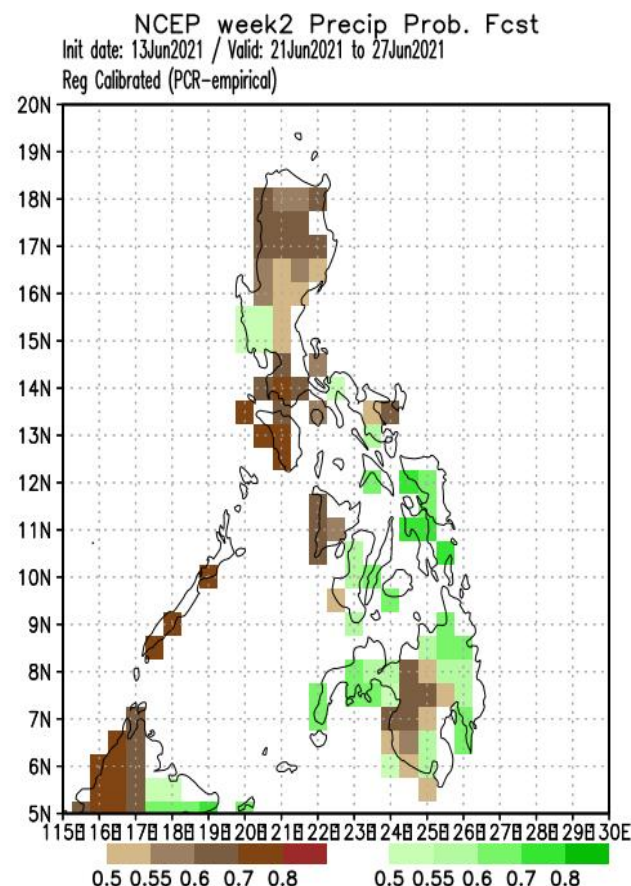 NCEP week2 Precip Prob. Fcst
Init date: 13Jun2021 / Valid: 21Jun2021 to 27Jun2021
Reg Calibrated (PCR-empirical)
20N
19N
18N
17N
16N
15N
14N
13N
12N
11N
10N
9N
8N
7N
6N
5N
115E 116E 117E 118E 119E 120E 121E 122E 123E 124E 125E 126E 127E 128E 129E 130E
0.5 0.55 0.6 0.7 0.8 0.5 0.55 0.6 0.7 0.8